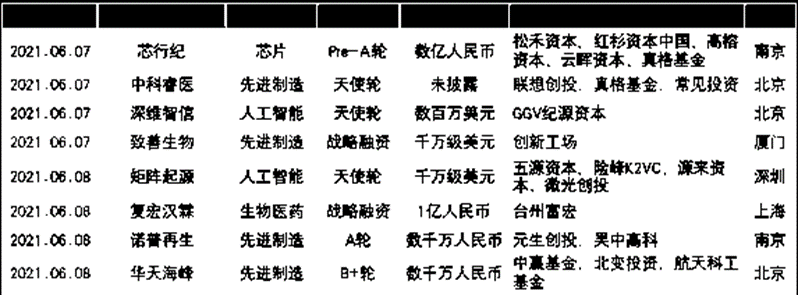 2021.06.07 芯行纪 芯片 Pre-A轮 数亿人民币 松禾资本、红杉资本中国、高榕资本、云晖资本、真格基金 南京
2021.06.07 中科睿医 先进制造 天使轮 未披露 联想创投、真格基金、常见投资 北京
2021.06.07 深维智信 人工智能 天使轮 数百万美元 GGV纪源资本 北京
2021.06.07 致善生物 先进制造 战略融资 千万级美元 创新工场 厦门
2021.06.08 矩阵起源 人工智能 天使轮 千万级美元 五源资本、险峰K2VC、源来资本、微光创投 深圳
2021.06.08 复宏汉霖 生物医药 战略融资 1亿人民币 台州富宏 上海
2021.06.08 诺普再生 先进制造 A轮 数千万人民币 元生创投、吴中高科 南京
2021.06.08 华天海峰 先进制造 B+轮 数千万人民币 中赢基金、北变投资、航天科工基金 北京